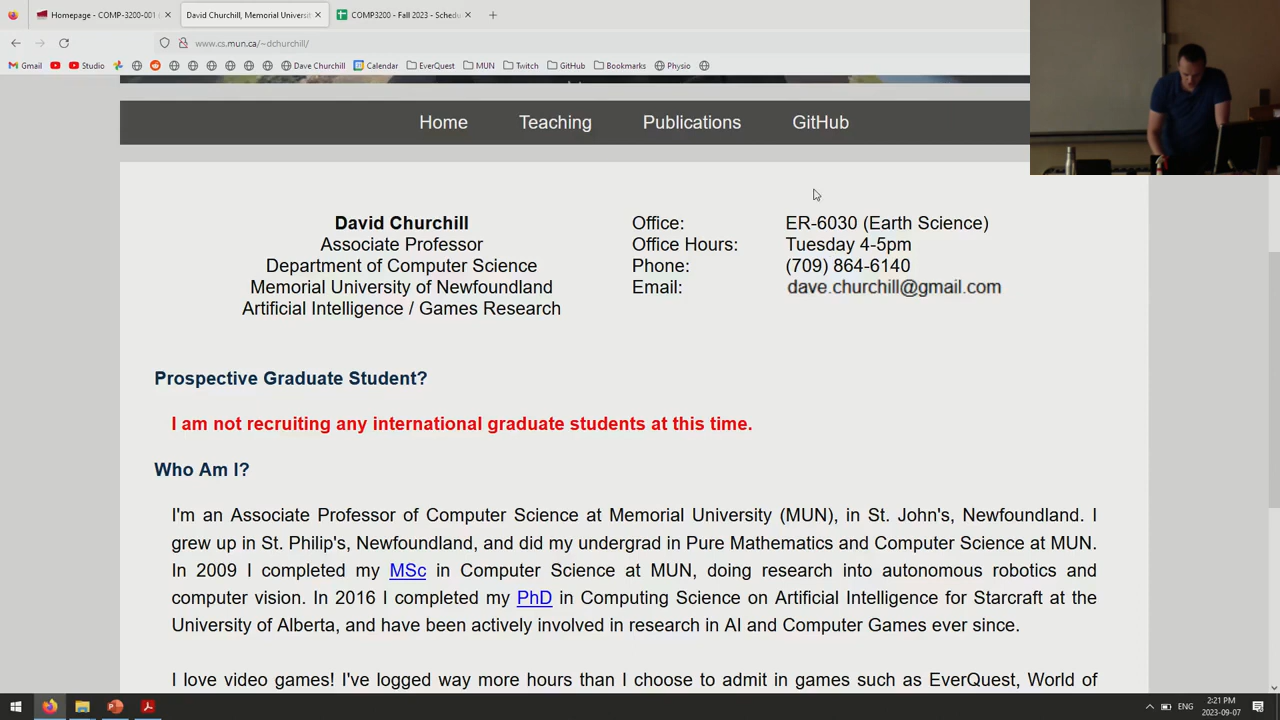 Homepage - COMP-3200-001
David Churchill, Memorial Universit
COMP3200 - Fall 2023 - Schedu
www.cs.mun.ca/~dchurchill/
Gmail
Studio
Dave Churchill
Calendar
EverQuest
MUN
Twitch
GitHub
Bookmarks
Physio
Home
Teaching
Publications
GitHub
David Churchill
Associate Professor
Department of Computer Science
Memorial University of Newfoundland
Artificial Intelligence / Games Research
Office: ER-6030 (Earth Science)
Office Hours: Tuesday 4-5pm
Phone: (709) 864-6140
Email: dave.churchill@gmail.com
Prospective Graduate Student?
I am not recruiting any international graduate students at this time.
Who Am I?
I'm an Associate Professor of Computer Science at Memorial University (MUN), in St. John's, Newfoundland. I
grew up in St. Philip's, Newfoundland, and did my undergrad in Pure Mathematics and Computer Science at MUN.
In 2009 I completed my MSc in Computer Science at MUN, doing research into autonomous robotics and
computer vision. In 2016 I completed my PhD in Computing Science on Artificial Intelligence for Starcraft at the
University of Alberta, and have been actively involved in research in AI and Computer Games ever since.
I love video games! I've logged way more hours than I choose to admit in games such as EverQuest, World of
ENG
2:21 PM
2023-09-07